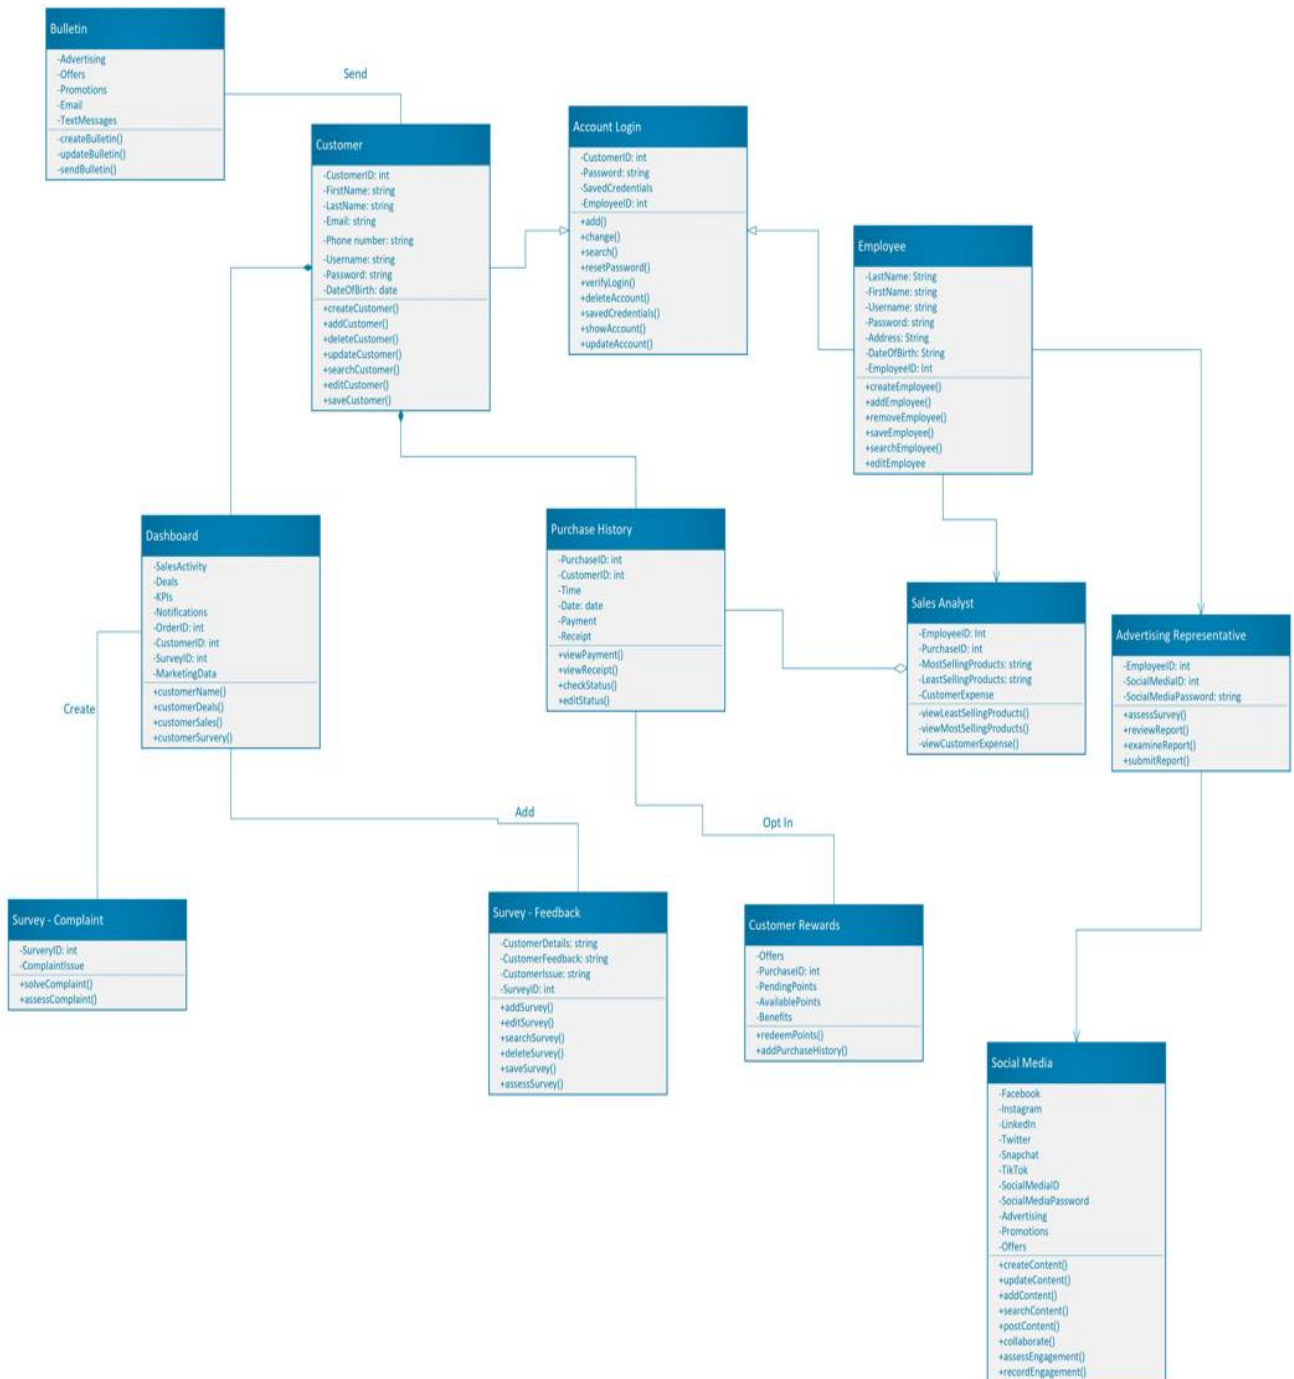 Bulletin
-Advertising
-Offers
-Promotions
-Email
-TextMessages
-createBulletin()
-updateBulletin()
-sendBulletin()
Send
Customer
-CustomerID: int
-FirstName: string
-LastName: string
-Email: string
-Phone number: string
-Username: string
-Password: string
-DateOfBirth: date
+createCustomer()
+addCustomer()
+deleteCustomer()
+updateCustomer()
+searchCustomer()
+editCustomer()
+saveCustomer()
Account Login
-CustomerID: int
-Password: string
-SavedCredentials
-EmployeeID: int
+add()
+change()
+search()
+resetPassword()
+verifyLogin()
+deleteAccount()
+savedCredentials()
+showAccount()
+updateAccount()
Employee
-LastName: String
-FirstName: string
-Username: string
-Password: string
-Address: String
-DateOfBirth: String
-EmployeeID: Int
+createEmployee()
+addEmployee()
+removeEmployee()
+saveEmployee()
+searchEmployee()
+editEmployee
Dashboard
-SalesActivity
-Deals
-KPIs
-Notifications
-OrderID: int
-CustomerID: int
-SurveyID: int
-MarketingData
+customerName()
+customerDeals()
+customerSales()
+customerSurvery()
Purchase History
-PurchaseID: int
-CustomerID: int
-Time
-Date: date
-Payment
-Receipt
+viewPayment()
+viewReceipt()
+checkStatus()
+editStatus()
Sales Analyst
-EmployeeID: Int
-PurchaseID: int
-MostSellingProducts: string
-LeastSellingProducts: string
-CustomerExpense
-viewLeastSellingProducts()
-viewMostSellingProducts()
-viewCustomerExpense()
Advertising Representative
-EmployeeID: int
-SocialMediaID: int
-SocialMediaPassword: string
+assessSurvey()
+reviewReport()
+examineReport()
+submitReport()
Create
Add
Opt In
Survey - Complaint
-SurveryID: int
-ComplaintIssue
+solveComplaint()
+assessComplaint()
Survey - Feedback
-CustomerDetails: string
-CustomerFeedback: string
-CustomerIssue: string
-SurveyID: int
+addSurvey()
+editSurvey()
+searchSurvey()
+deleteSurvey()
+saveSurvey()
+assessSurvey()
Customer Rewards
-Offers
-PurchaseID: int
-PendingPoints
-AvailablePoints
-Benefits
+redeemPoints()
+addPurchaseHistory()
Social Media
-Facebook
-Instagram
-LinkedIn
-Twitter
-Snapchat
-TikTok
-SocialMediaID
-SocialMediaPassword
-Advertising
-Promotions
-Offers
+createContent()
+updateContent()
+addContent()
+searchContent()
+postContent()
+collaborate()
+assessEngagement()
+recordEngagement()